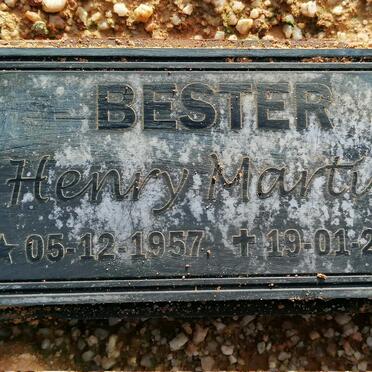 BESTER
Henry Marti
★ 05-12-1957 ✝ 19-01-2